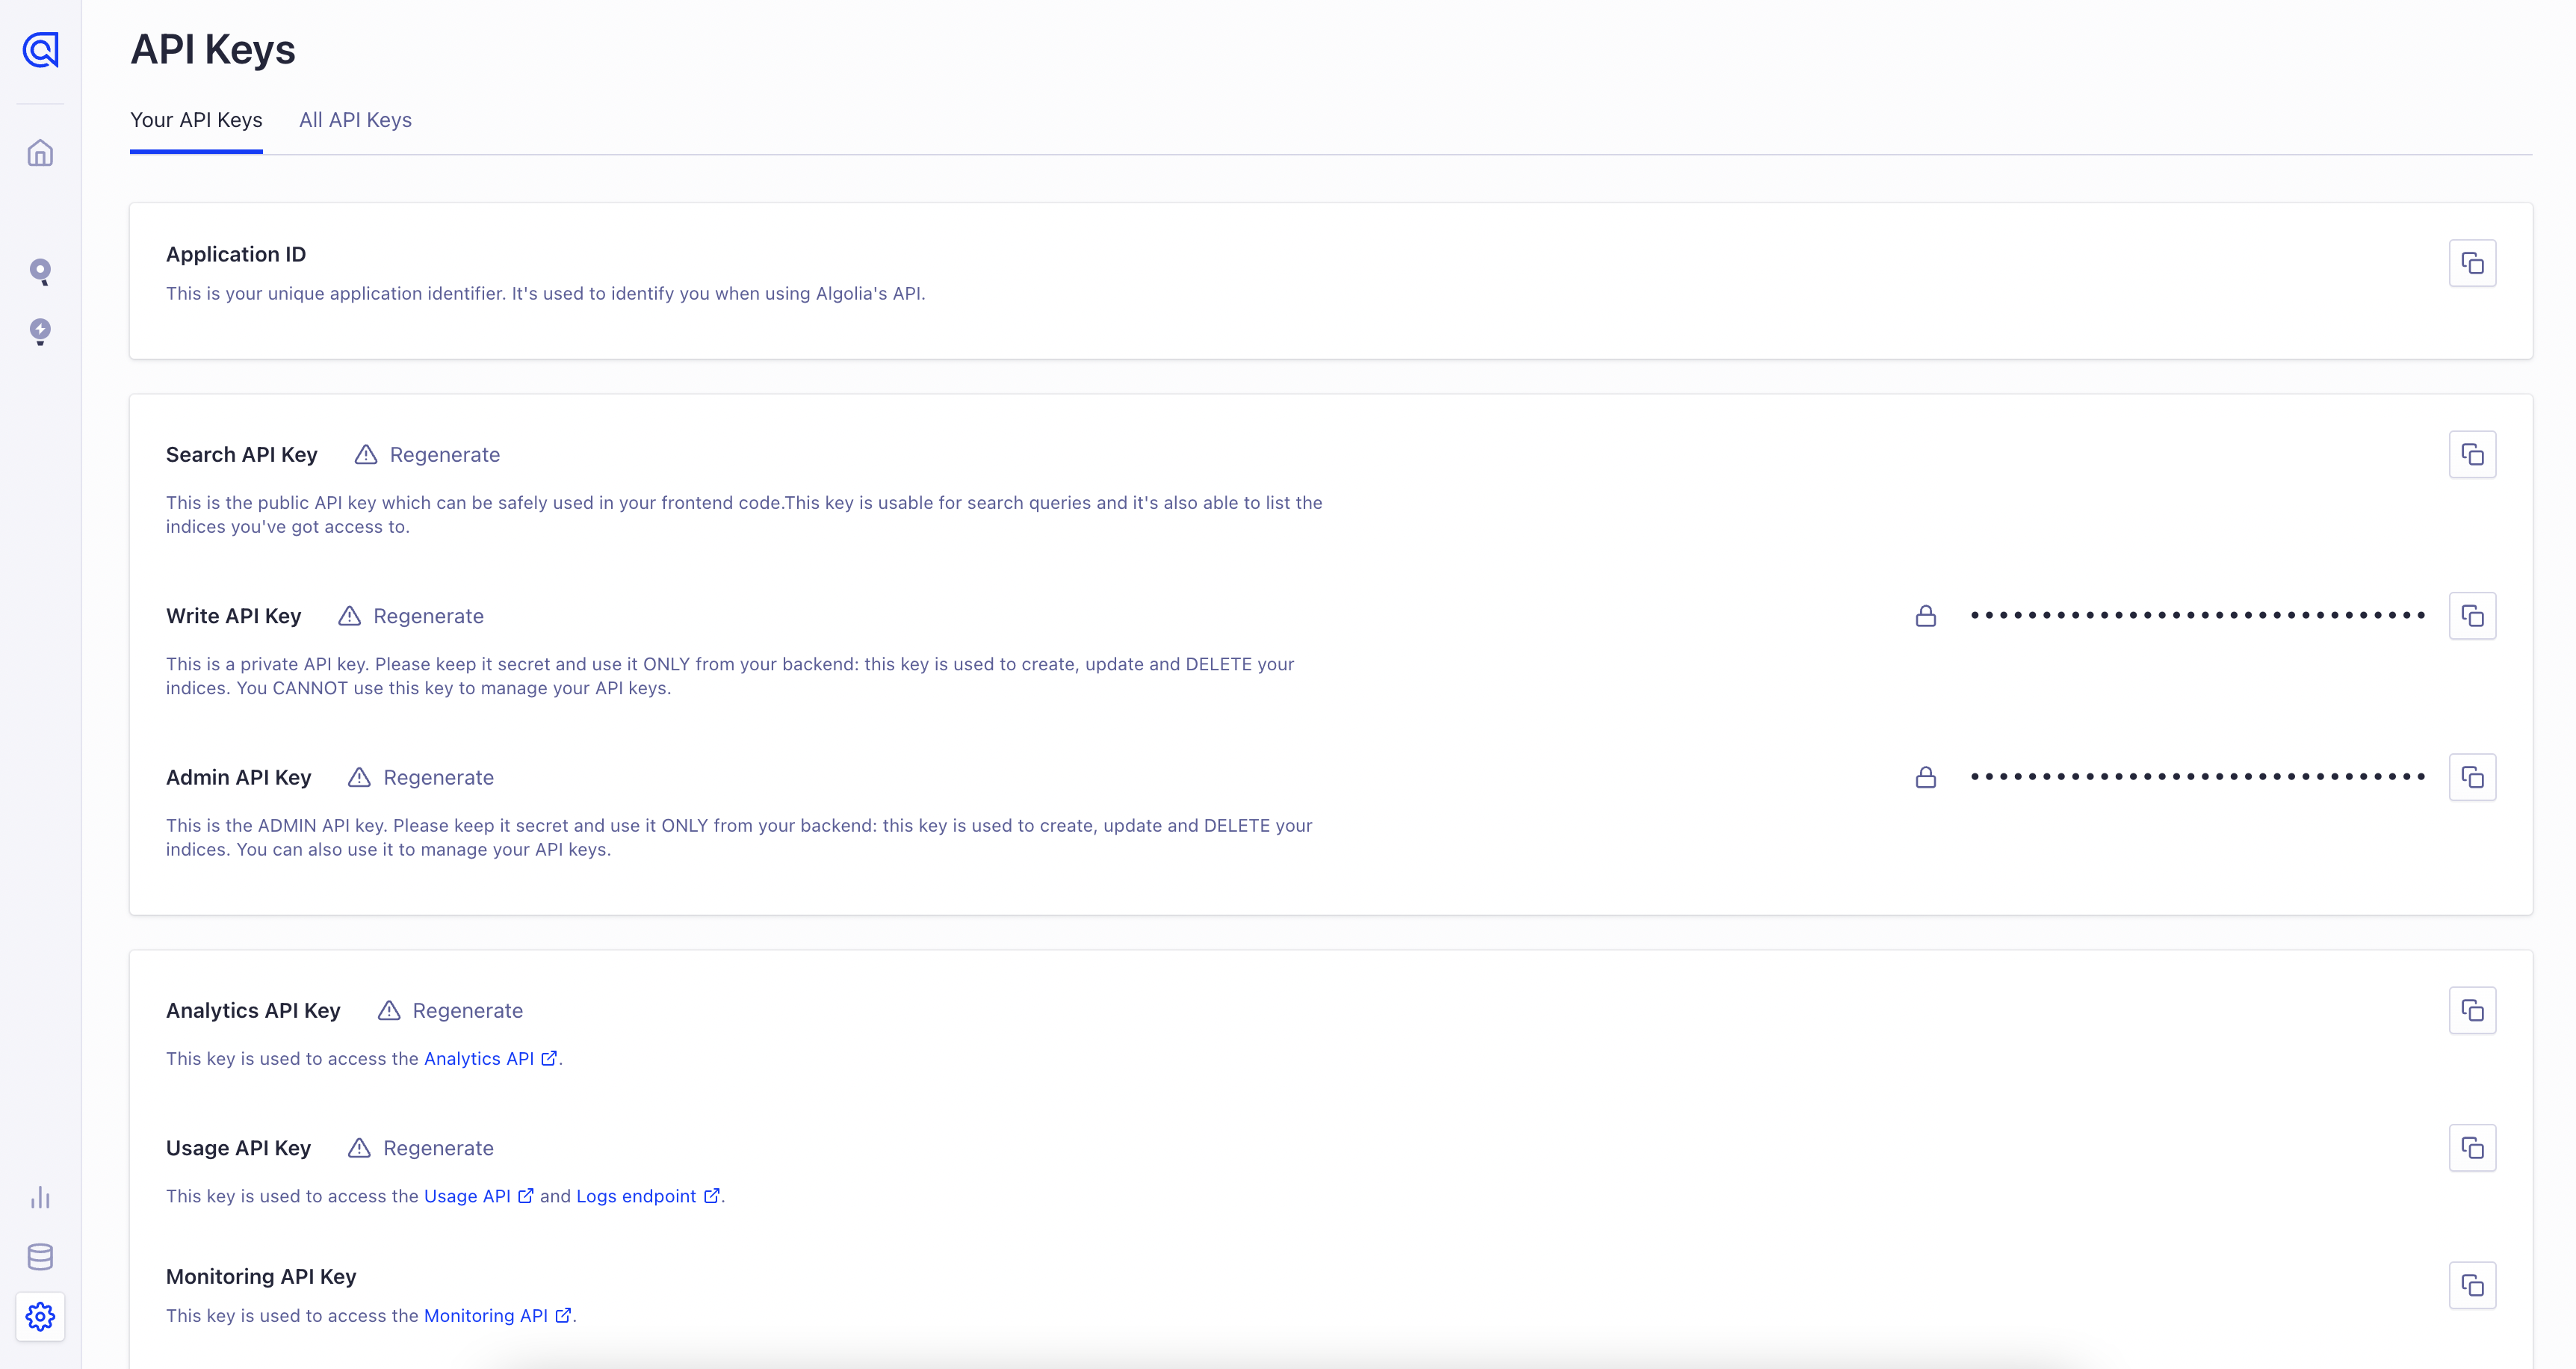 API Keys
Your API Keys
All API Keys
Application ID
This is your unique application identifier. It's used to identify you when using Algolia's API.
Search API Key
Regenerate
This is the public API key which can be safely used in your frontend code.This key is usable for search queries and it's also able to list the
indices you've got access to.
Write API Key
Regenerate
••••••••••••••••••••••••••••••••
This is a private API key. Please keep it secret and use it ONLY from your backend: this key is used to create, update and DELETE your
indices. You CANNOT use this key to manage your API keys.
Admin API Key
Regenerate
••••••••••••••••••••••••••••••••
This is the ADMIN API key. Please keep it secret and use it ONLY from your backend: this key is used to create, update and DELETE your
indices. You can also use it to manage your API keys.
Analytics API Key
Regenerate
This key is used to access the Analytics API.
Usage API Key
Regenerate
This key is used to access the Usage API and Logs endpoint.
Monitoring API Key
This key is used to access the Monitoring API.